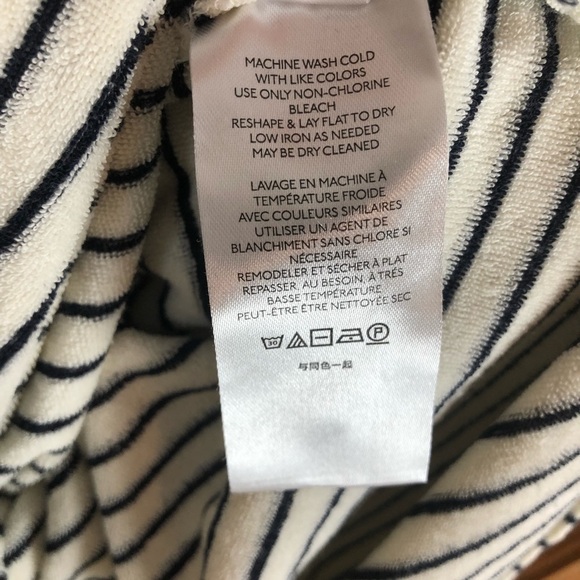 MACHINE WASH COLD
WITH LIKE COLORS
USE ONLY NON-CHLORINE
BLEACH
RESHAPE & LAY FLAT TO DRY
LOW IRON AS NEEDED
MAY BE DRY CLEANED
LAVAGE EN MACHINE À
TEMPÉRATURE FROIDE
AVEC COULEURS SIMILAIRES
UTILISER UN AGENT DE
BLANCHIMENT SANS CHLORE SI
NÉCESSAIRE
REMODELER ET SÉCHER À PLAT
REPASSER, AU BESOIN, À TRÉS
BASSE TEMPÉRATURE
PEUT-ÊTRE ÊTRE NETTOYÉE SEC
30 P
与同色一起